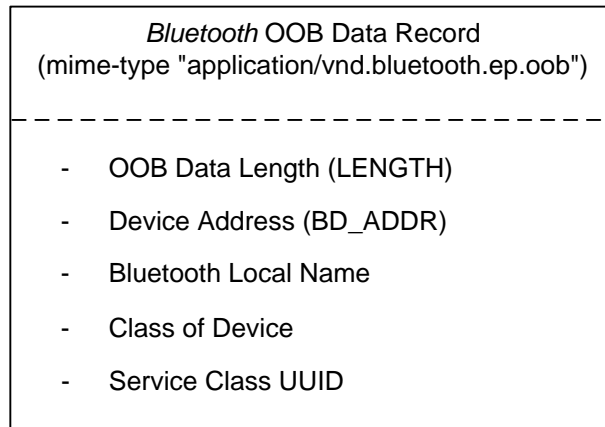 Bluetooth OOB Data Record
(mime-type "application/vnd.bluetooth.ep.oob")
- OOB Data Length (LENGTH)
- Device Address (BD_ADDR)
- Bluetooth Local Name
- Class of Device
- Service Class UUID